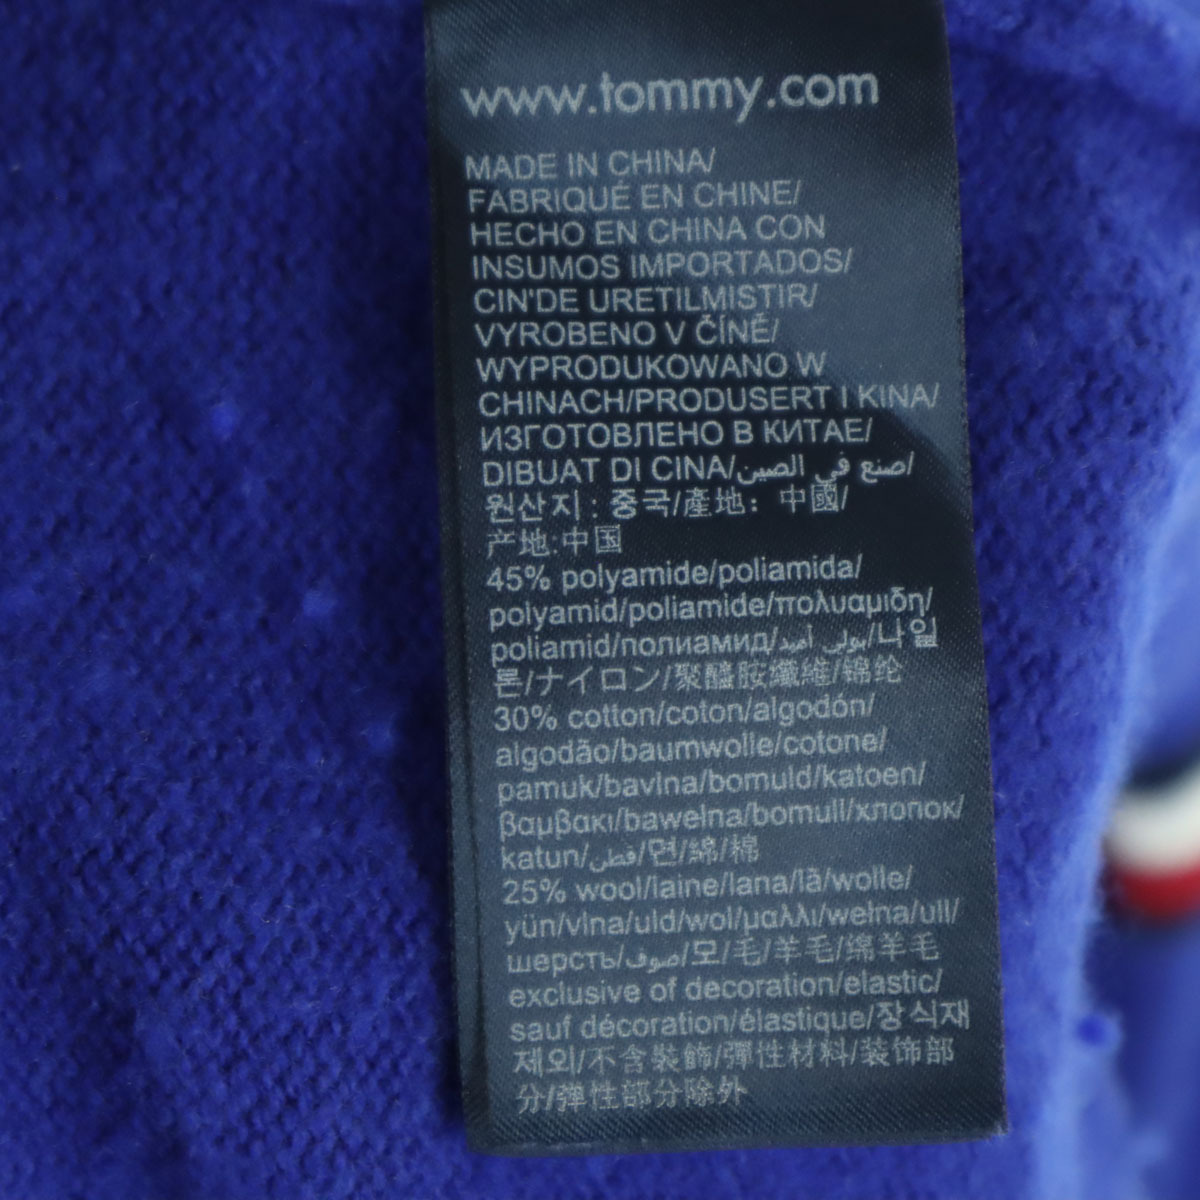 www.tommy.com
MADE IN CHINA/
FABRIQUÉ EN CHINE/
HECHO EN CHINA CON
INSUMOS IMPORTADOS/
CIN'DE URETILMISTIR/
VYROBENO V ČÍNĚ/
WYPRODUKOWANO W
CHINACH/PRODUSERT I KINA/
ИЗГОТОВЛЕНО В КИТАЕ/
DIBUAT DI CINA/صنع في الصين/
원산지 : 중국/產地: 中國/
产地:中国
45% polyamide/poliamida/
polyamid/poliamide/πολυαμιδη/
poliamid/полиамид/بولي أميد/나일
론/ナイロン/聚醯胺纖維/锦纶
30% cotton/coton/algodón/
algodão/baumwolle/cotone/
pamuk/bavlna/bomuld/katoen/
βαμβακι/bawełna/bomull/хлопок/
katun/قطن/면/綿/棉
25% wool/laine/lana/lã/wolle/
yün/vlna/uld/wol/μαλλι/wełna/ull/
шерсть/صوف/모/毛/羊毛/绵羊毛
exclusive of decoration/elastic/
sauf décoration/élastique/장식재
제외/不含裝飾/彈性材料/装饰部
分/弹性部分除外